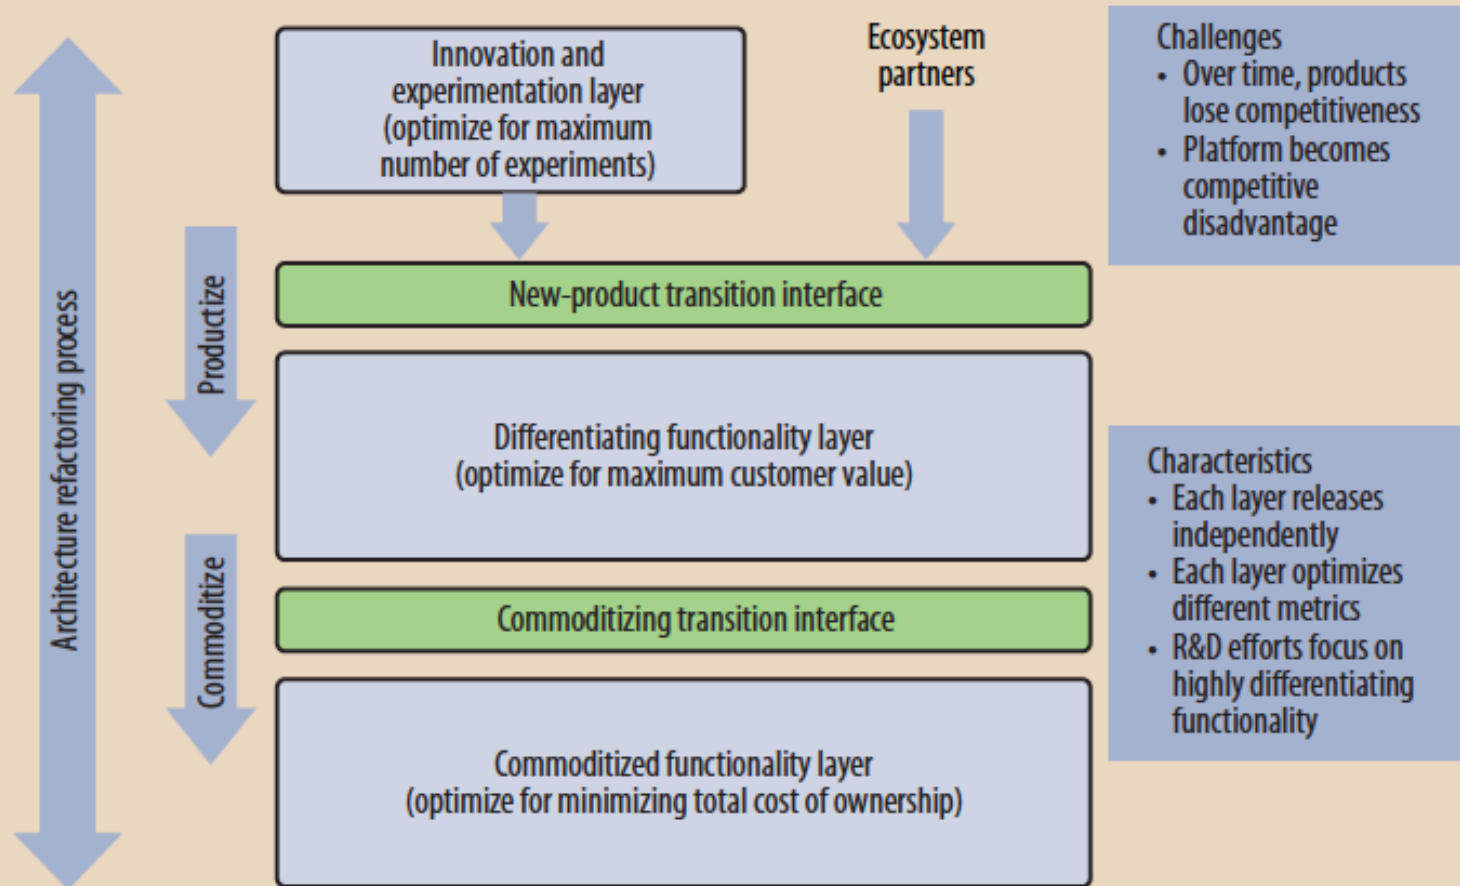 Innovation and
experimentation layer
(optimize for maximum
number of experiments)
Ecosystem
partners
Challenges
• Over time, products
lose competitiveness
• Platform becomes
competitive
disadvantage
Architecture refactoring process
Productize
New-product transition interface
Differentiating functionality layer
(optimize for maximum customer value)
Characteristics
• Each layer releases
independently
• Each layer optimizes
different metrics
• R&D efforts focus on
highly differentiating
functionality
Commoditize
Commoditizing transition interface
Commoditized functionality layer
(optimize for minimizing total cost of ownership)